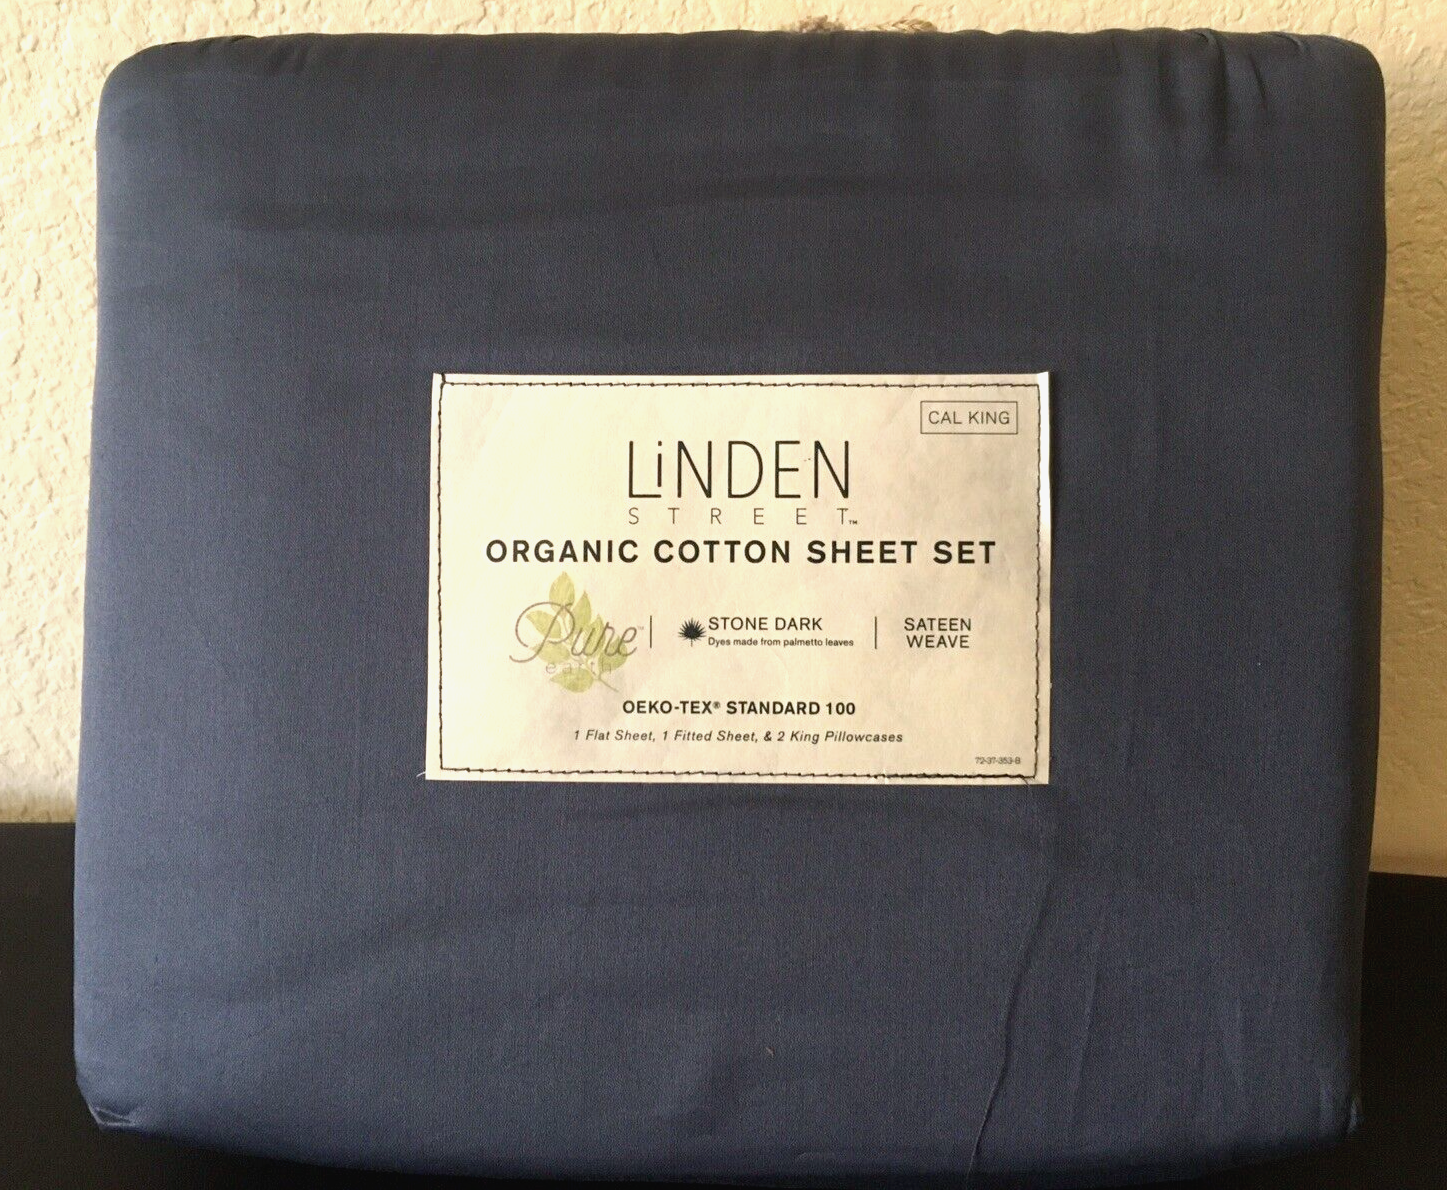 CAL KING
LiNDEN
STREET™
ORGANIC COTTON SHEET SET
Pure™
earth
STONE DARK
Dyes made from palmetto leaves
SATEEN
WEAVE
OEKO-TEX® STANDARD 100
1 Flat Sheet, 1 Fitted Sheet, & 2 King Pillowcases
72-37-353-B